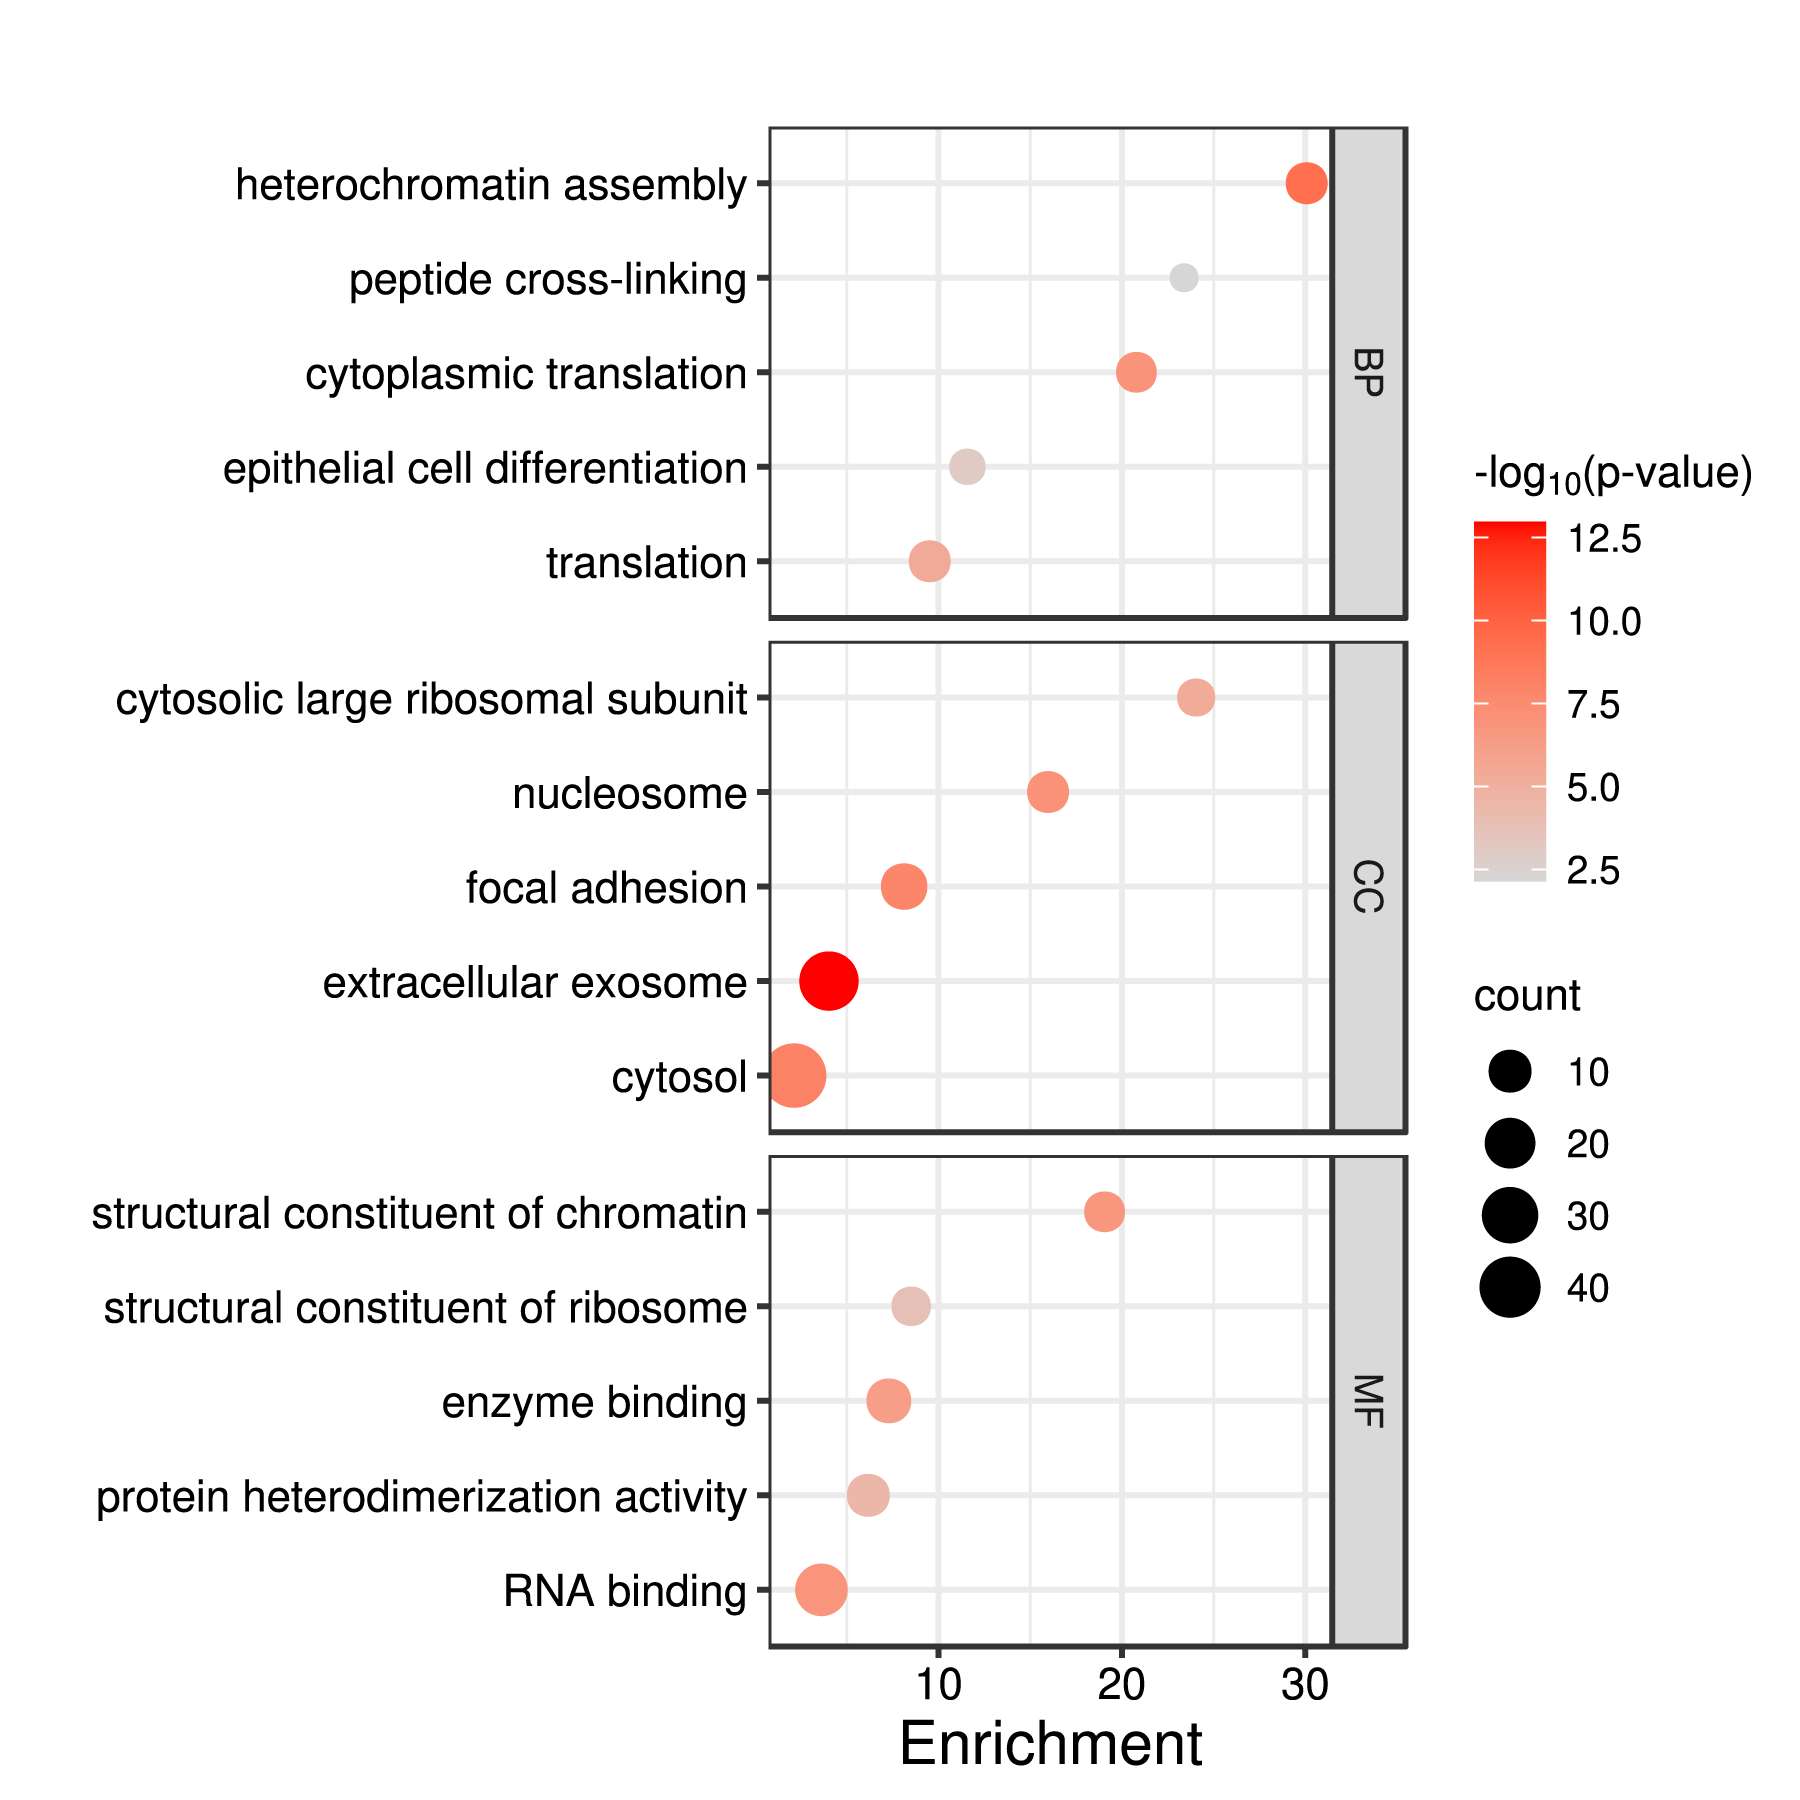 heterochromatin assembly
peptide cross-linking
cytoplasmic translation
epithelial cell differentiation
translation
BP
cytosolic large ribosomal subunit
nucleosome
focal adhesion
extracellular exosome
cytosol
CC
structural constituent of chromatin
structural constituent of ribosome
enzyme binding
protein heterodimerization activity
RNA binding
MF
10 20 30
Enrichment
-log₁₀(p-value)
12.5
10.0
7.5
5.0
2.5
count
10
20
30
40